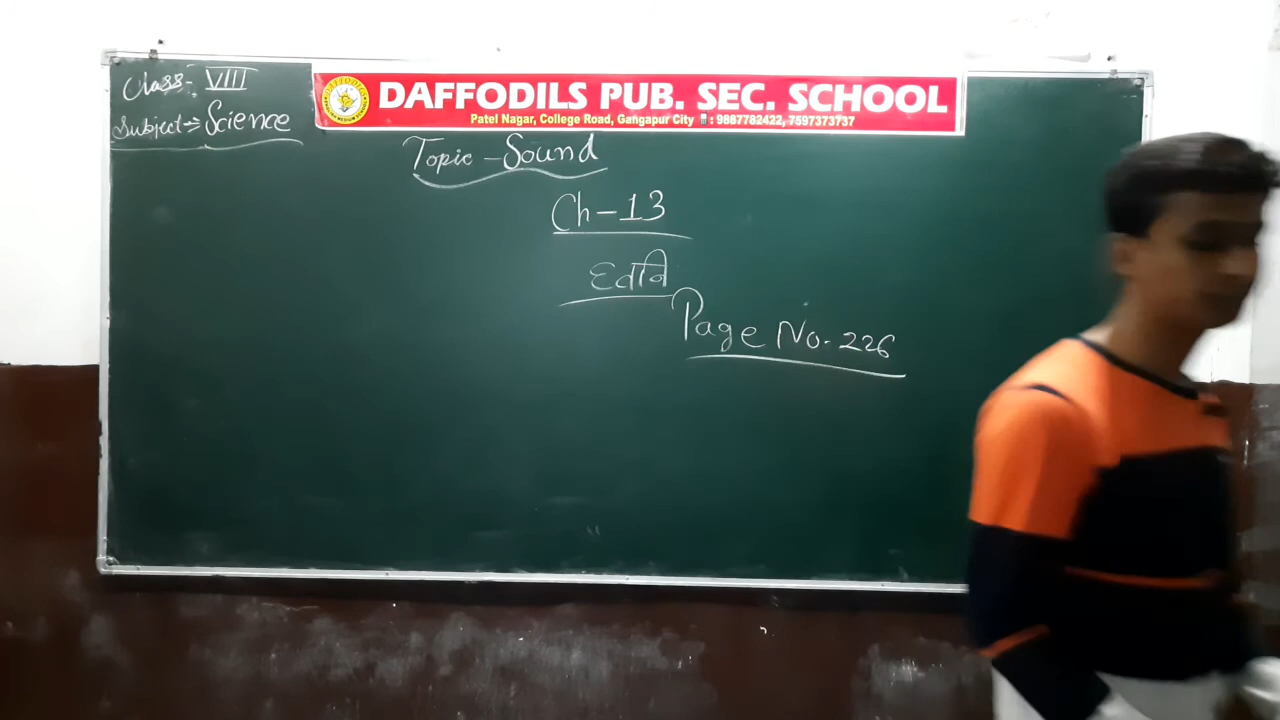 Class:- VIII
Subject => Science
DAFFODILS PUB. SEC. SCHOOL
Patel Nagar, College Road, Gangapur City : 9887782422, 7597373737
Topic - Sound
Ch - 13
ध्वनि
Page No. 226